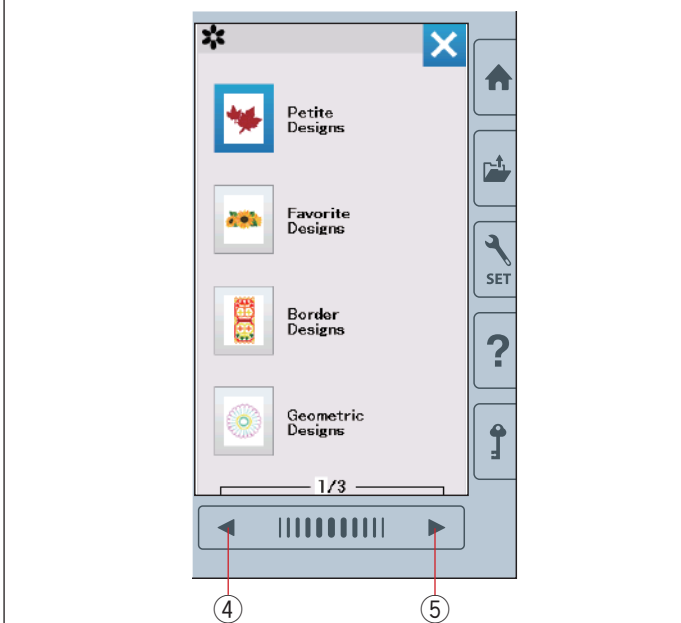 Petite
Designs
Favorite
Designs
SET
Border
Designs
?
Geometric
Designs
1/3
④ ⑤